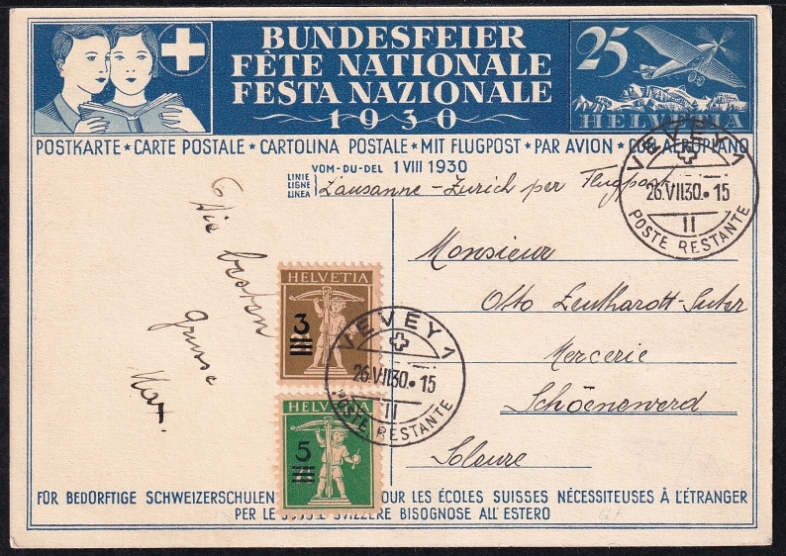 BUNDESFEIER
FÊTE NATIONALE
FESTA NAZIONALE
1930
25
HELVETIA
POSTKARTE ★ CARTE POSTALE ★ CARTOLINA POSTALE ★ MIT FLUGPOST ★ PAR AVION ★ CON AEROPLANO
VOM-DU-DEL 1 VIII 1930
LINIE
LIGNE
LINEA
Lausanne-Zurich per Flugpost
VEVEY 1
26.VII.30.15
II
POSTE RESTANTE
Die besten
Grüsse
Monsieur
Otto Lenthardt-Suter
Mercerie
Schöenenwerd
Soleure
HELVETIA
3
VEVEY 1
26.VII.30.15
II
POSTE RESTANTE
HELVETIA
5
FÜR BEDÜRFTIGE SCHWEIZERSCHULEN
POUR LES ÉCOLES SUISSES NÉCESSITEUSES À L'ÉTRANGER
PER LE SCUOLE SVIZZERE BISOGNOSE ALL' ESTERO